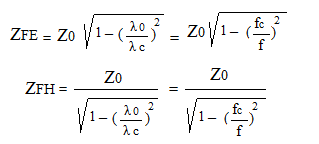 ZFE = Z0 √(1 − (λ0/λc)²) = Z0 √(1 − (fc/f)²)
ZFH = Z0/√(1 − (λ0/λc)²) = Z0/√(1 − (fc/f)²)